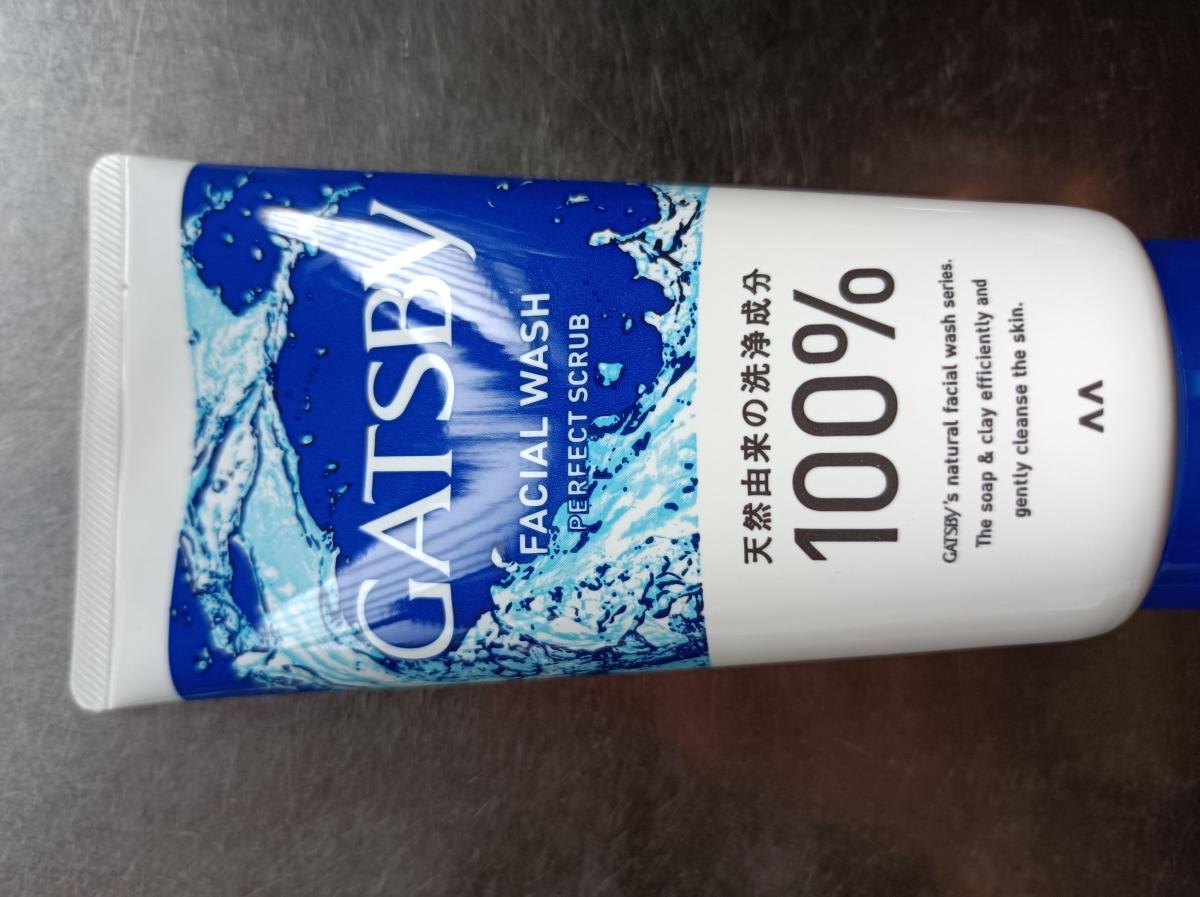 GATSBY
FACIAL WASH
PERFECT SCRUB
天然由来の洗浄成分
100%
GATSBY's natural facial wash series.
The soap & clay efficiently and
gently cleanse the skin.